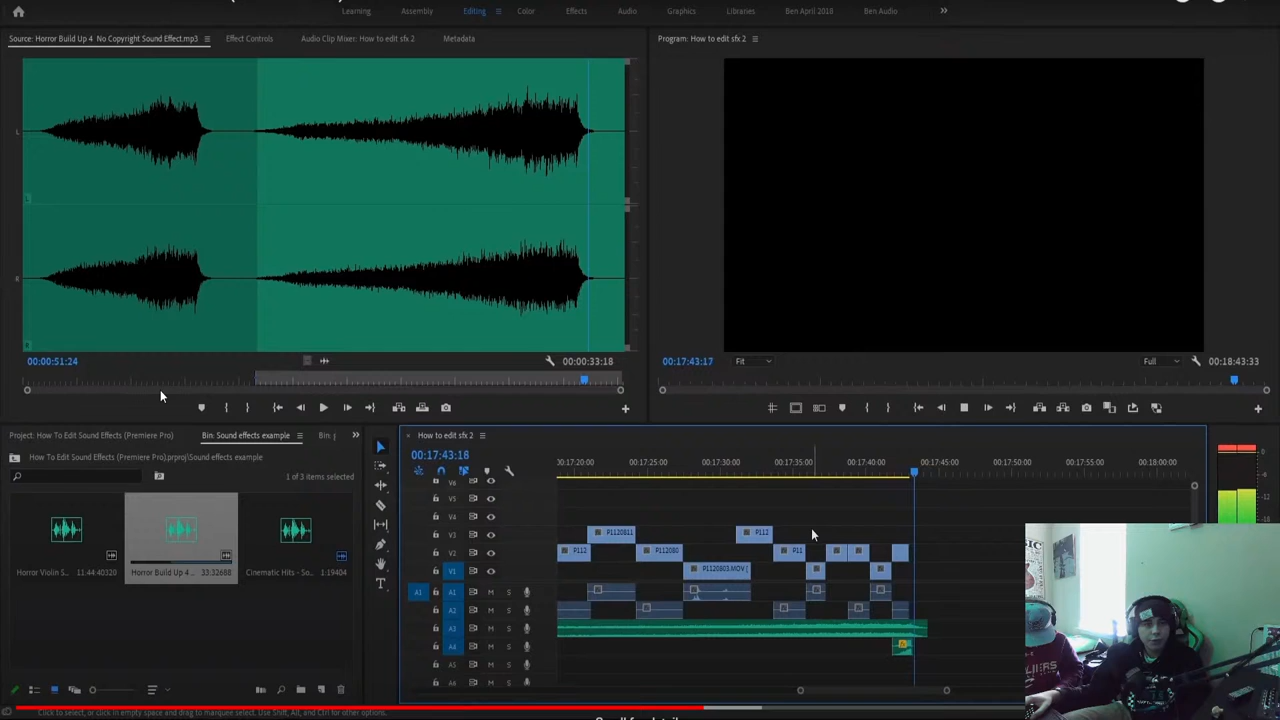 Learning Assembly Editing Color Effects Audio Graphics Libraries Ben April 2018 Ben Audio
Source: Horror Build Up 4 No Copyright Sound Effect.mp3 Effect Controls Audio Clip Mixer: How to edit sfx 2 Metadata
Program: How to edit sfx 2
L
R
00:00:51:24 00:00:33:18
00:17:43:17 Fit Full 00:18:43:33
Project: How To Edit Sound Effects (Premiere Pro) Bin: Sound effects example Bin:
How To Edit Sound Effects (Premiere Pro).prproj\Sound effects example
1 of 3 items selected
Horror Violin S... 11:44:40320 Horror Build Up 4... 33:32688 Cinematic Hits - So... 1:19404
How to edit sfx 2
00:17:43:18
00:17:20:00 00:17:25:00 00:17:30:00 00:17:35:00 00:17:40:00 00:17:45:00 00:17:50:00 00:17:55:00 00:18:00:00
V6
V5
V4
V3 P1120811 P112
V2 P112 P112080 P11
V1 P1120803.MOV [
A1 A1 M S
A2 M S
A3 M S
A4 M S
A5 M S
A6 M S
0
Click to select, or click in empty space and drag to marquee select. Use Shift, Alt, and Ctrl for other options.
Scroll for details